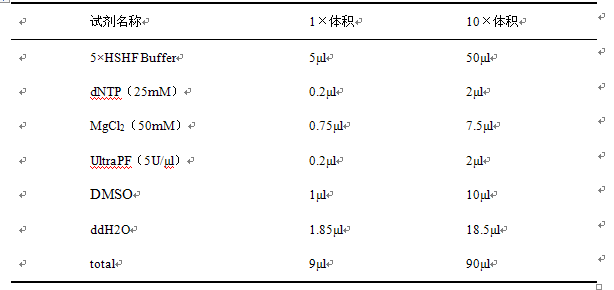 试剂名称 1×体积 10×体积
5×HSHF Buffer 5μl 50μl
dNTP（25mM） 0.2μl 2μl
MgCl₂（50mM） 0.75μl 7.5μl
UltraPF（5U/μl） 0.2μl 2μl
DMSO 1μl 10μl
ddH2O 1.85μl 18.5μl
total 9μl 90μl